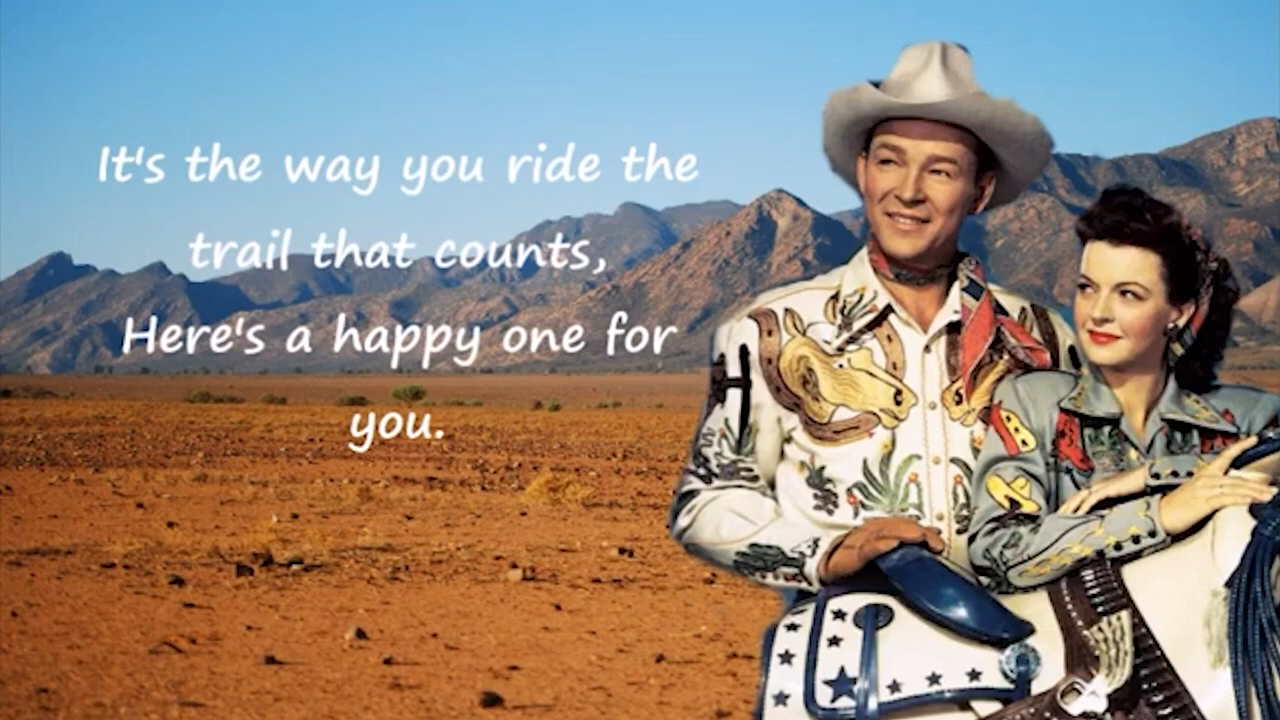 It's the way you ride the
trail that counts,
Here's a happy one for
you.